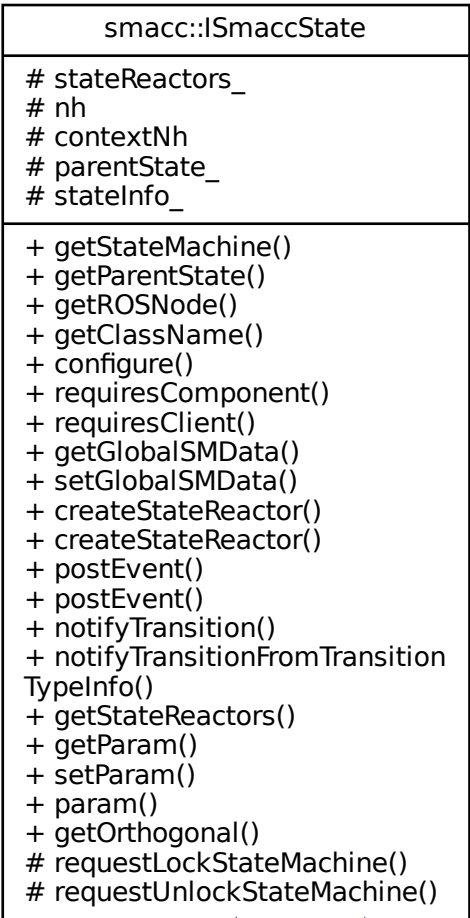 smacc::ISmaccState
# stateReactors_
# nh
# contextNh
# parentState_
# stateInfo_
+ getStateMachine()
+ getParentState()
+ getROSNode()
+ getClassName()
+ configure()
+ requiresComponent()
+ requiresClient()
+ getGlobalSMData()
+ setGlobalSMData()
+ createStateReactor()
+ createStateReactor()
+ postEvent()
+ postEvent()
+ notifyTransition()
+ notifyTransitionFromTransition
TypeInfo()
+ getStateReactors()
+ getParam()
+ setParam()
+ param()
+ getOrthogonal()
# requestLockStateMachine()
# requestUnlockStateMachine()